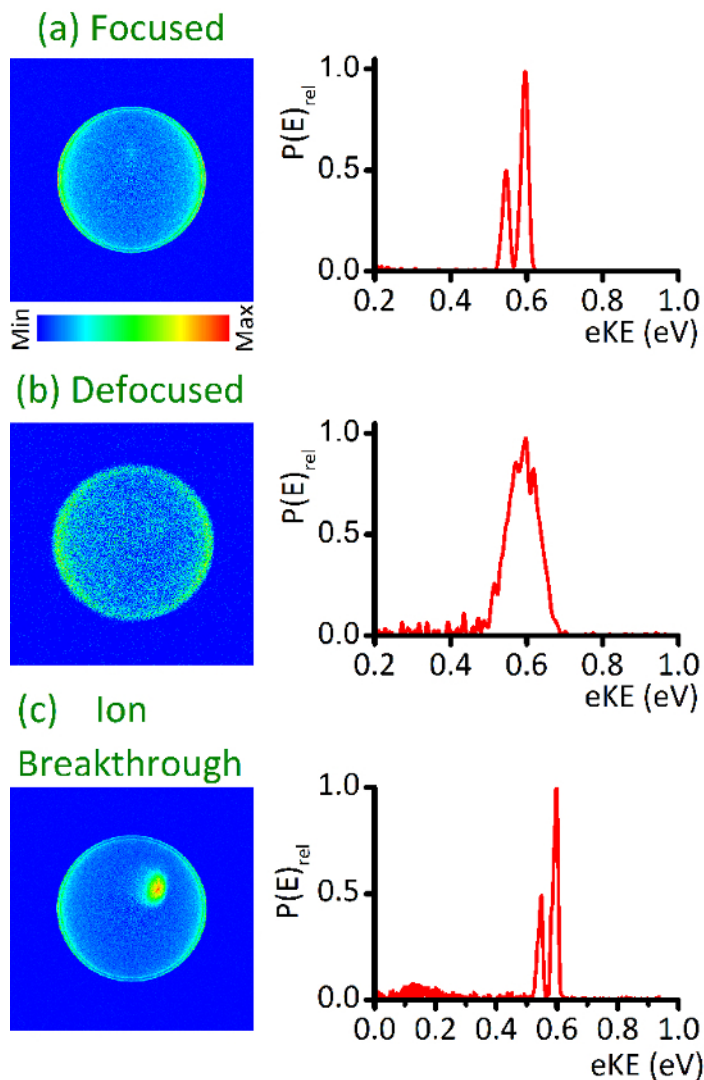 (a) Focused
P(E)rel
1.0
0.5
0.0
0.2 0.4 0.6 0.8 1.0
eKE (eV)
Min Max
(b) Defocused
P(E)rel
1.0
0.5
0.0
0.2 0.4 0.6 0.8 1.0
eKE (eV)
(c) Ion
Breakthrough
P(E)rel
1.0
0.5
0.0
0.0 0.2 0.4 0.6 0.8 1.0
eKE (eV)